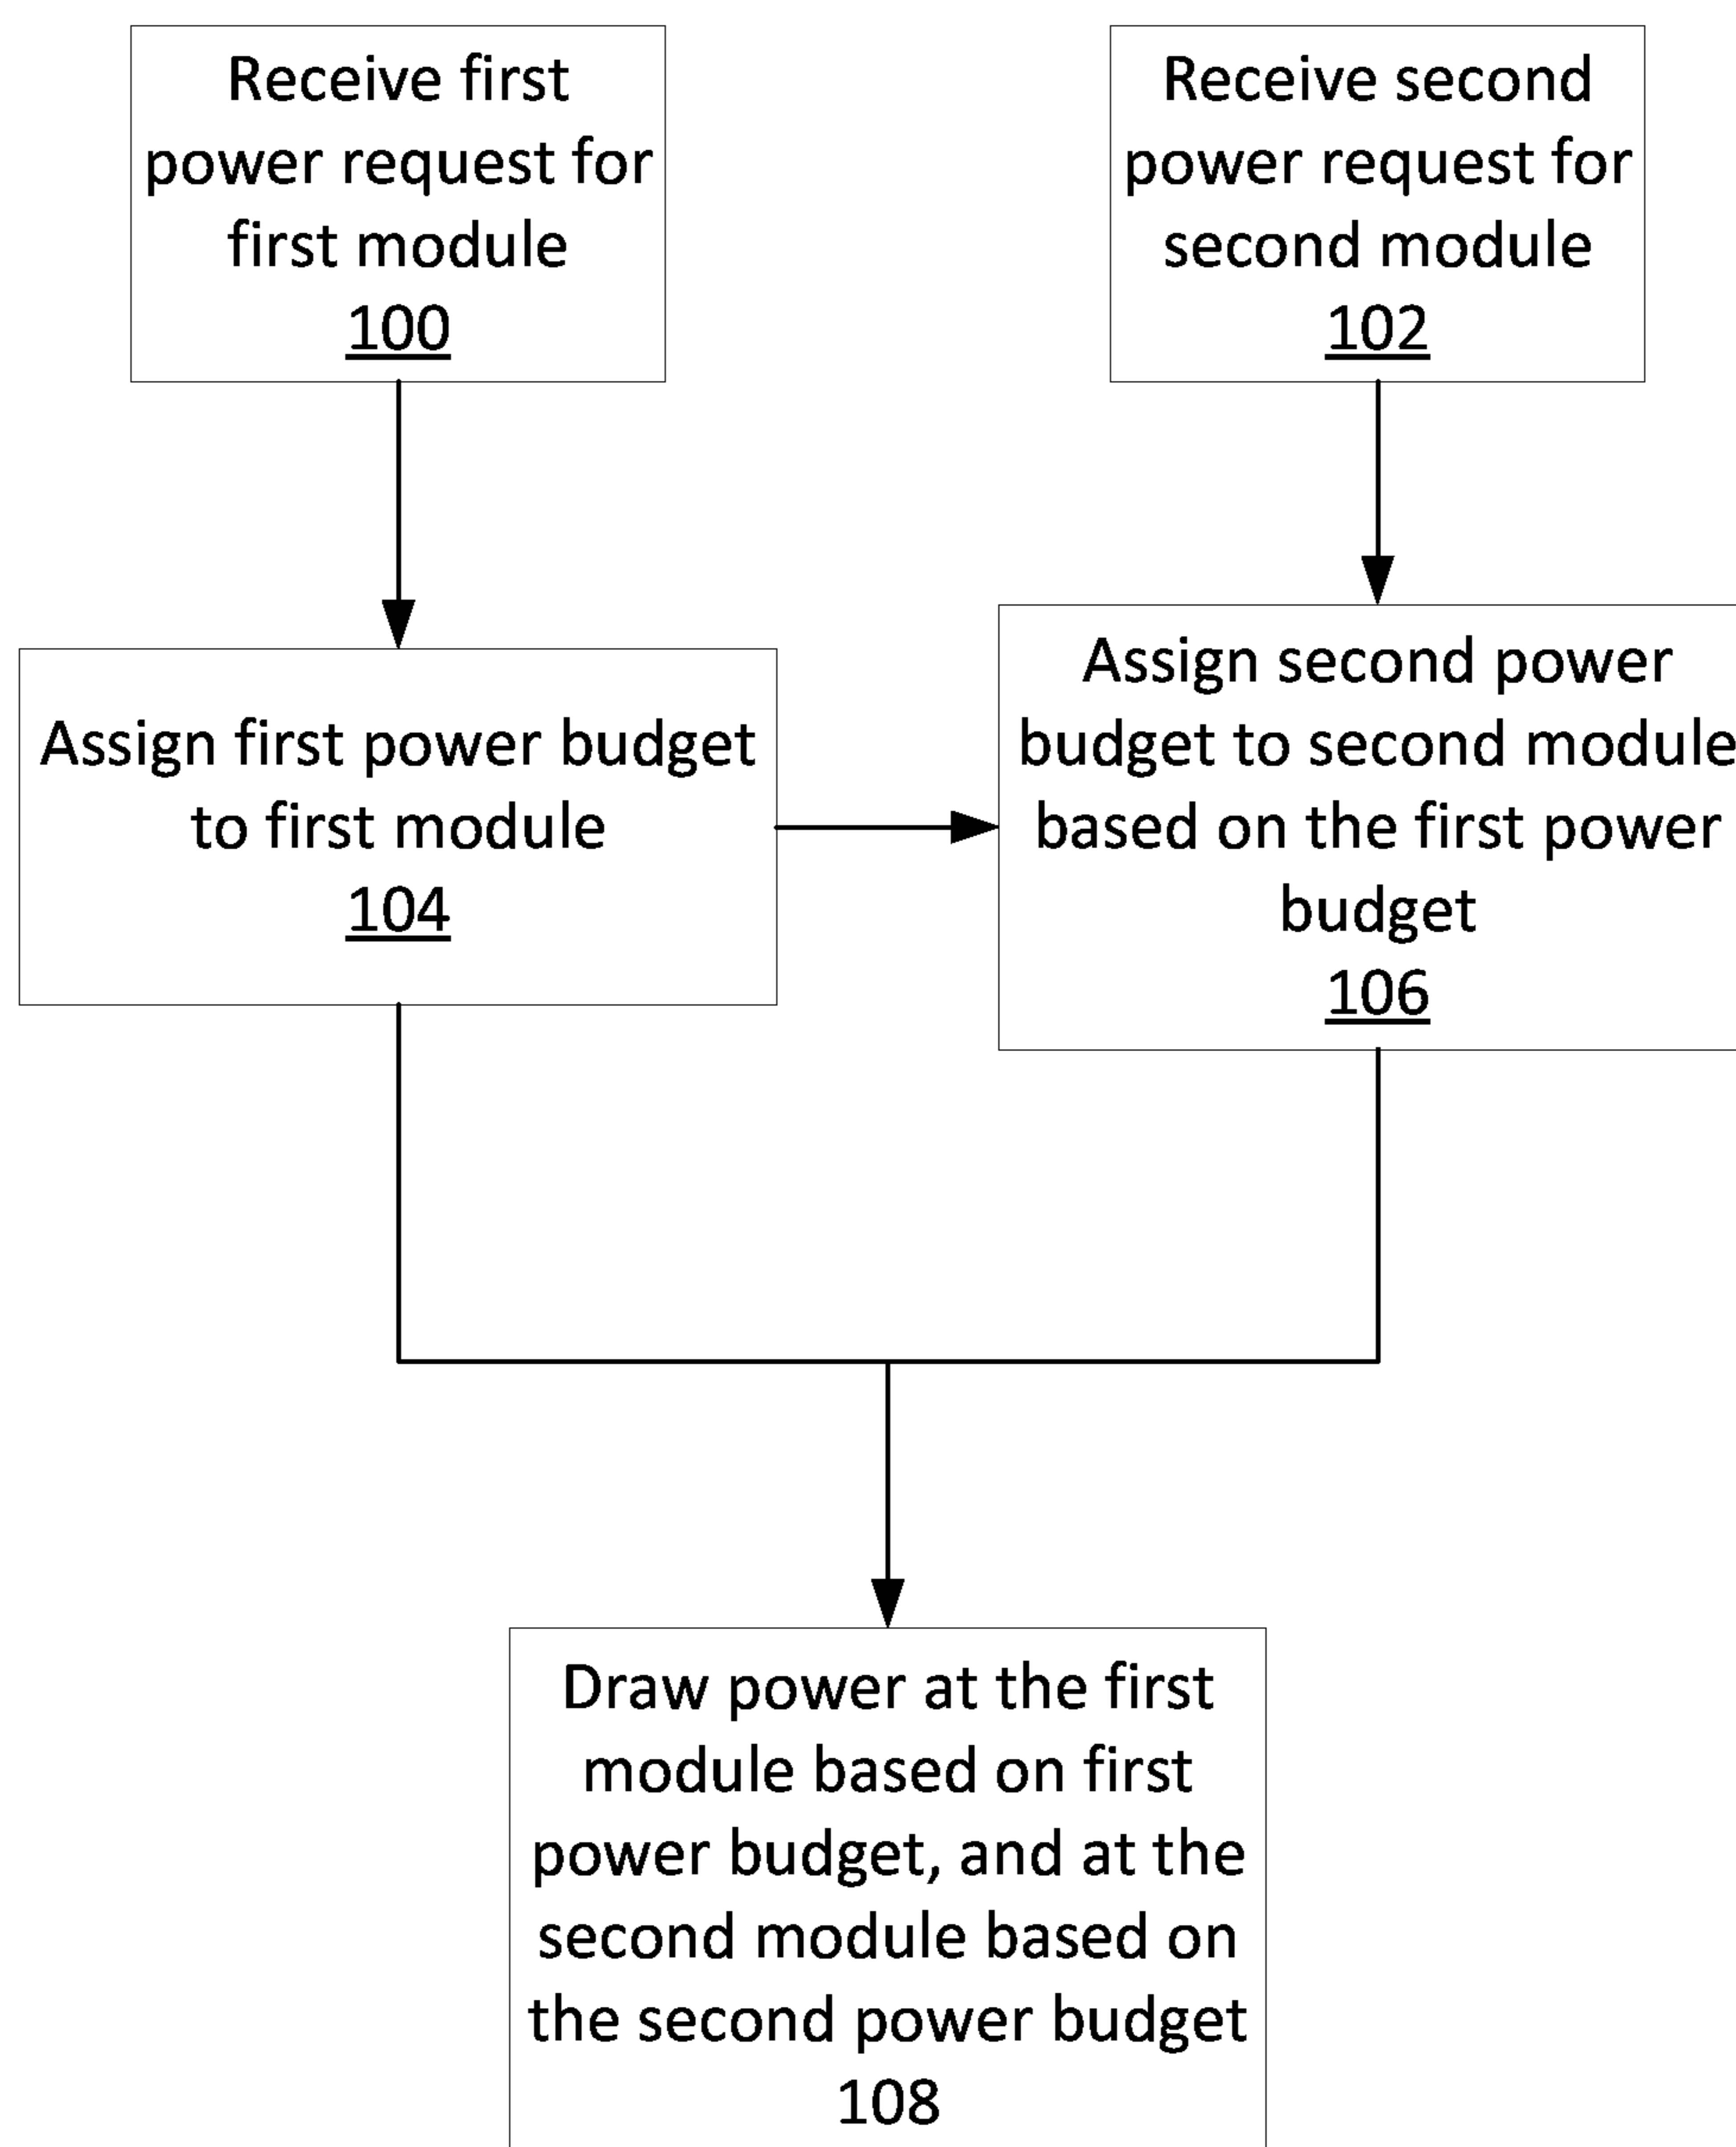 Receive first
power request for
first module
100
Receive second
power request for
second module
102
Assign first power budget
to first module
104
Assign second power
budget to second module
based on the first power
budget
106
Draw power at the first
module based on first
power budget, and at the
second module based on
the second power budget
108